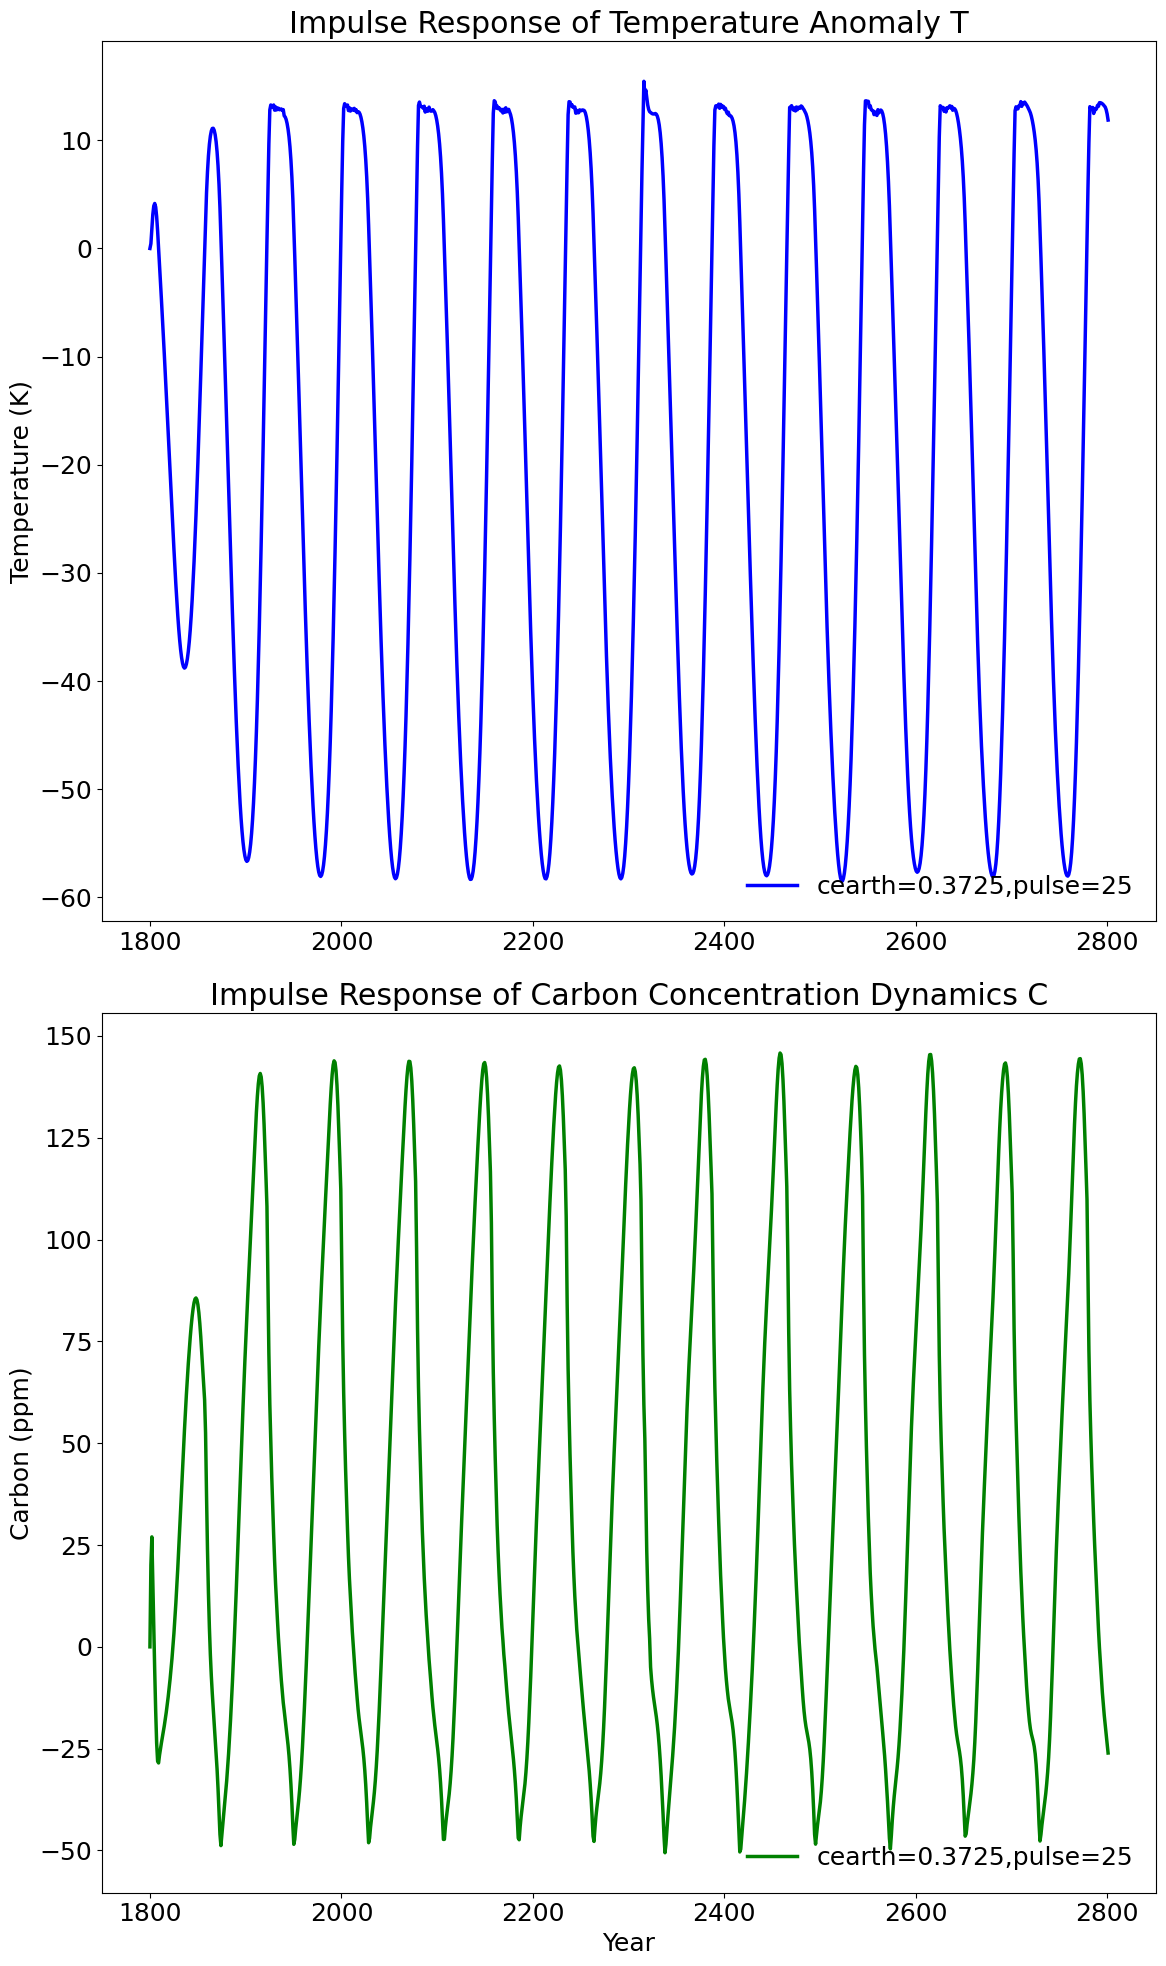 Impulse Response of Temperature Anomaly T
Temperature (K)
10
0
−10
−20
−30
−40
−50
−60
cearth=0.3725,pulse=25
1800 2000 2200 2400 2600 2800
Impulse Response of Carbon Concentration Dynamics C
Carbon (ppm)
150
125
100
75
50
25
0
−25
−50
cearth=0.3725,pulse=25
1800 2000 2200 2400 2600 2800
Year